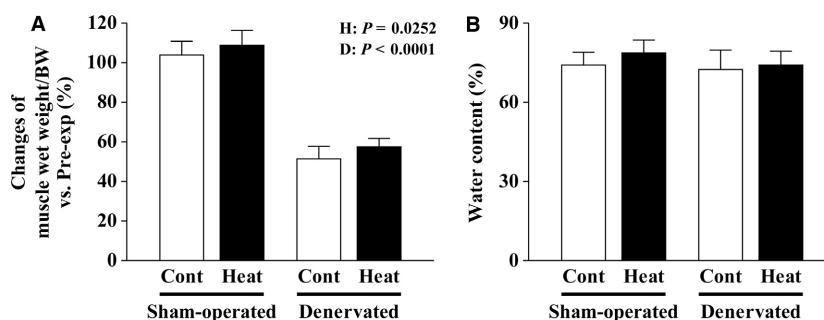 A
H: P = 0.0252
D: P < 0.0001
Changes of
muscle wet weight/BW
vs. Pre-exp (%)
120
100
80
60
40
20
0
Cont Heat Cont Heat
Sham-operated Denervated
B
Water content (%)
90
60
30
0
Cont Heat Cont Heat
Sham-operated Denervated